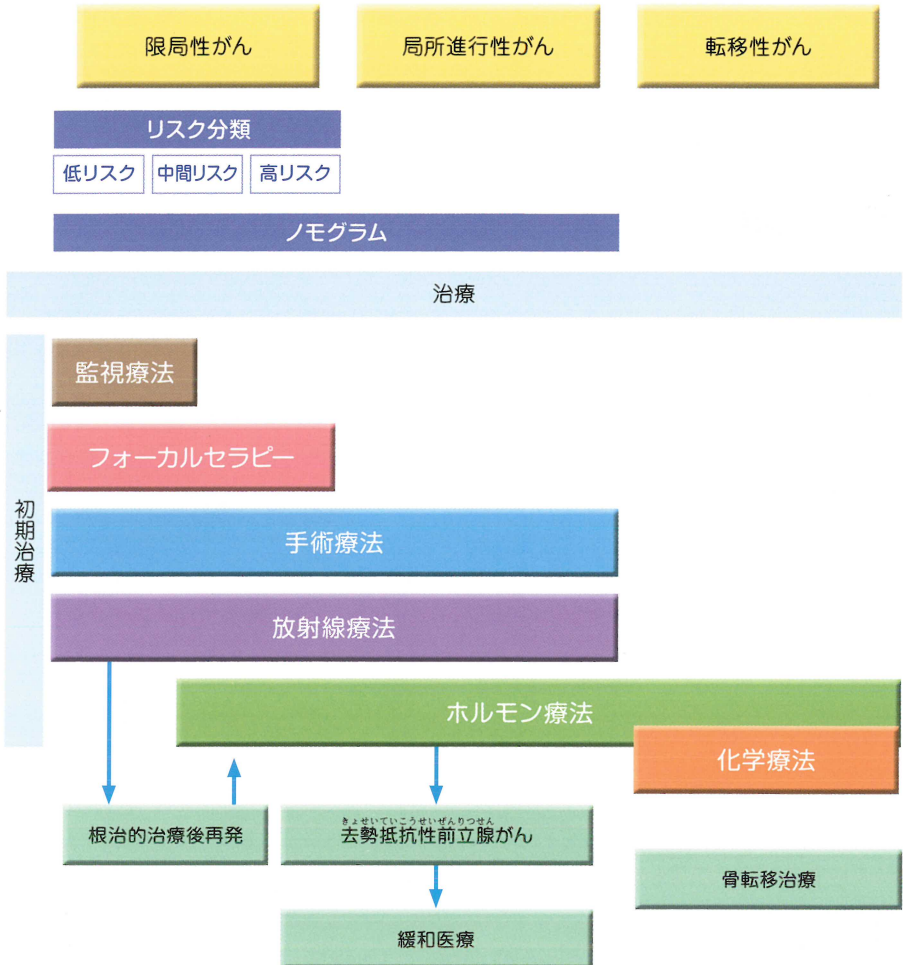 限局性がん
局所進行性がん
転移性がん
リスク分類
低リスク
中間リスク
高リスク
ノモグラム
治療
初期治療
監視療法
フォーカルセラピー
手術療法
放射線療法
ホルモン療法
化学療法
根治的治療後再発
きょせいていこうせいぜんりつせん
去勢抵抗性前立腺がん
骨転移治療
緩和医療